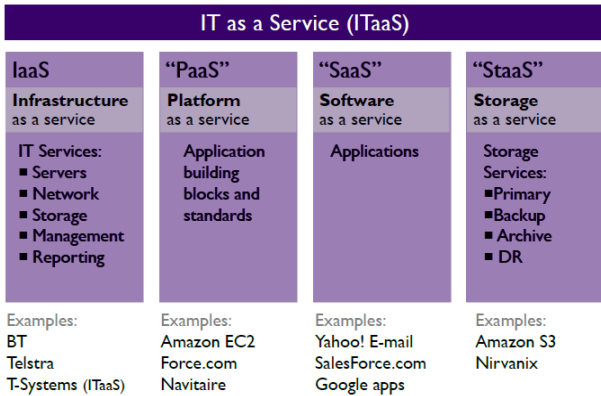 IT as a Service (ITaaS)
IaaS
Infrastructure
as a service
IT Services:
■ Servers
■ Network
■ Storage
■ Management
■ Reporting
Examples:
BT
Telstra
T-Systems (ITaaS)
“PaaS”
Platform
as a service
Application
building
blocks and
standards
Examples:
Amazon EC2
Force.com
Navitaire
“SaaS”
Software
as a service
Applications
Examples:
Yahoo! E-mail
SalesForce.com
Google apps
“StaaS”
Storage
as a service
Storage
Services:
■Primary
■Backup
■ Archive
■ DR
Examples:
Amazon S3
Nirvanix